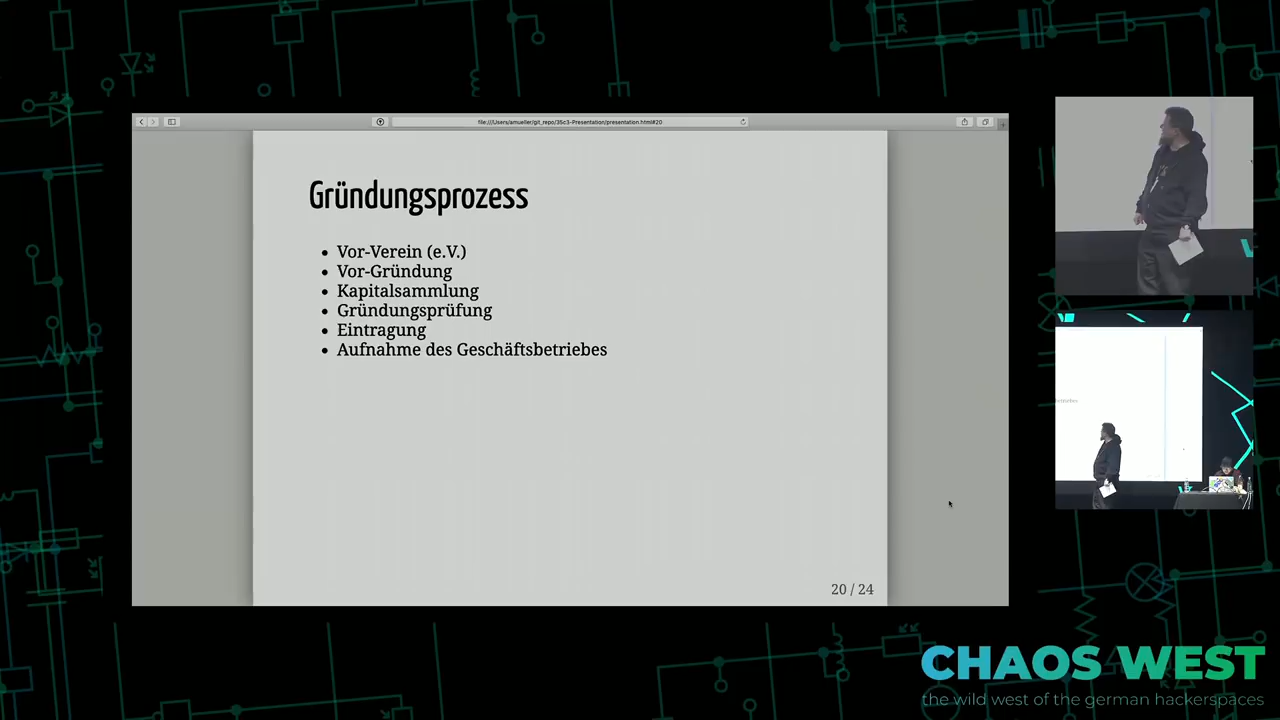 file:///Users/amueller/git_repo/35c3-Presentation/presentation.html#20
Gründungsprozess
Vor-Verein (e.V.)
Vor-Gründung
Kapitalsammlung
Gründungsprüfung
Eintragung
Aufnahme des Geschäftsbetriebes
20 / 24
CHAOS WEST
the wild west of the german hackerspaces